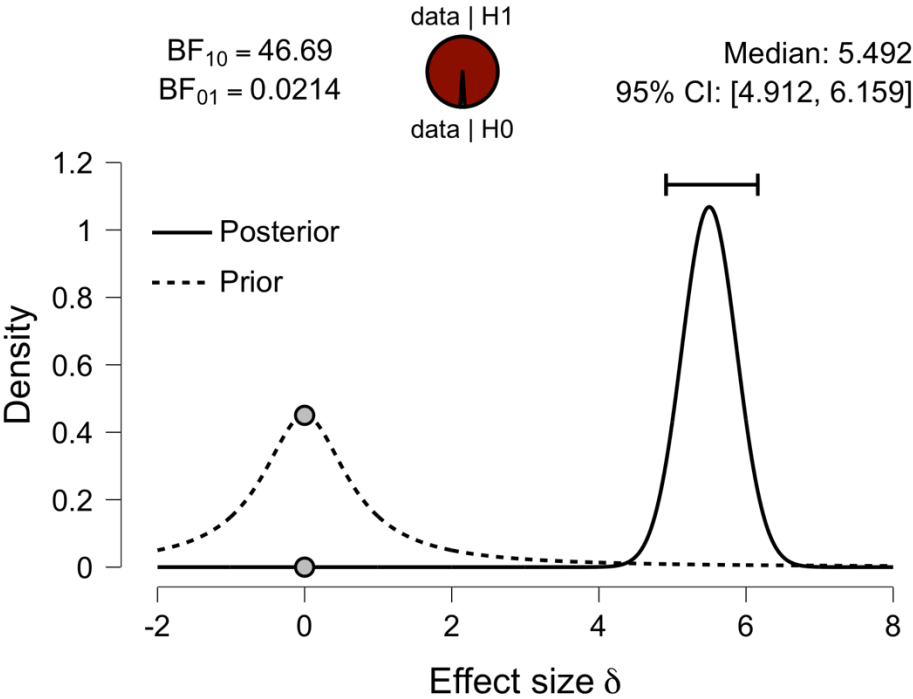 data | H1
BF₁₀ = 46.69
BF₀₁ = 0.0214
data | H0
Median: 5.492
95% CI: [4.912, 6.159]
1.2
1
0.8
0.6
0.4
0.2
0
Density
Posterior
Prior
-2 0 2 4 6 8
Effect size δ